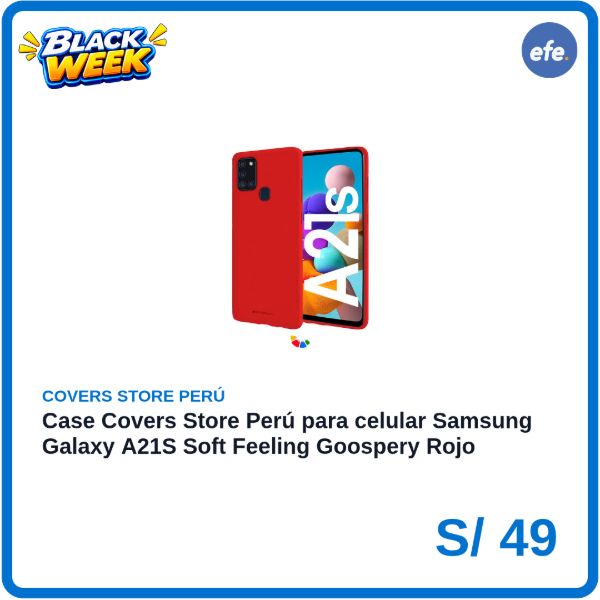 BLACK
WEEK
efe.
A21s
COVERS STORE PERÚ
Case Covers Store Perú para celular Samsung
Galaxy A21S Soft Feeling Goospery Rojo
S/ 49